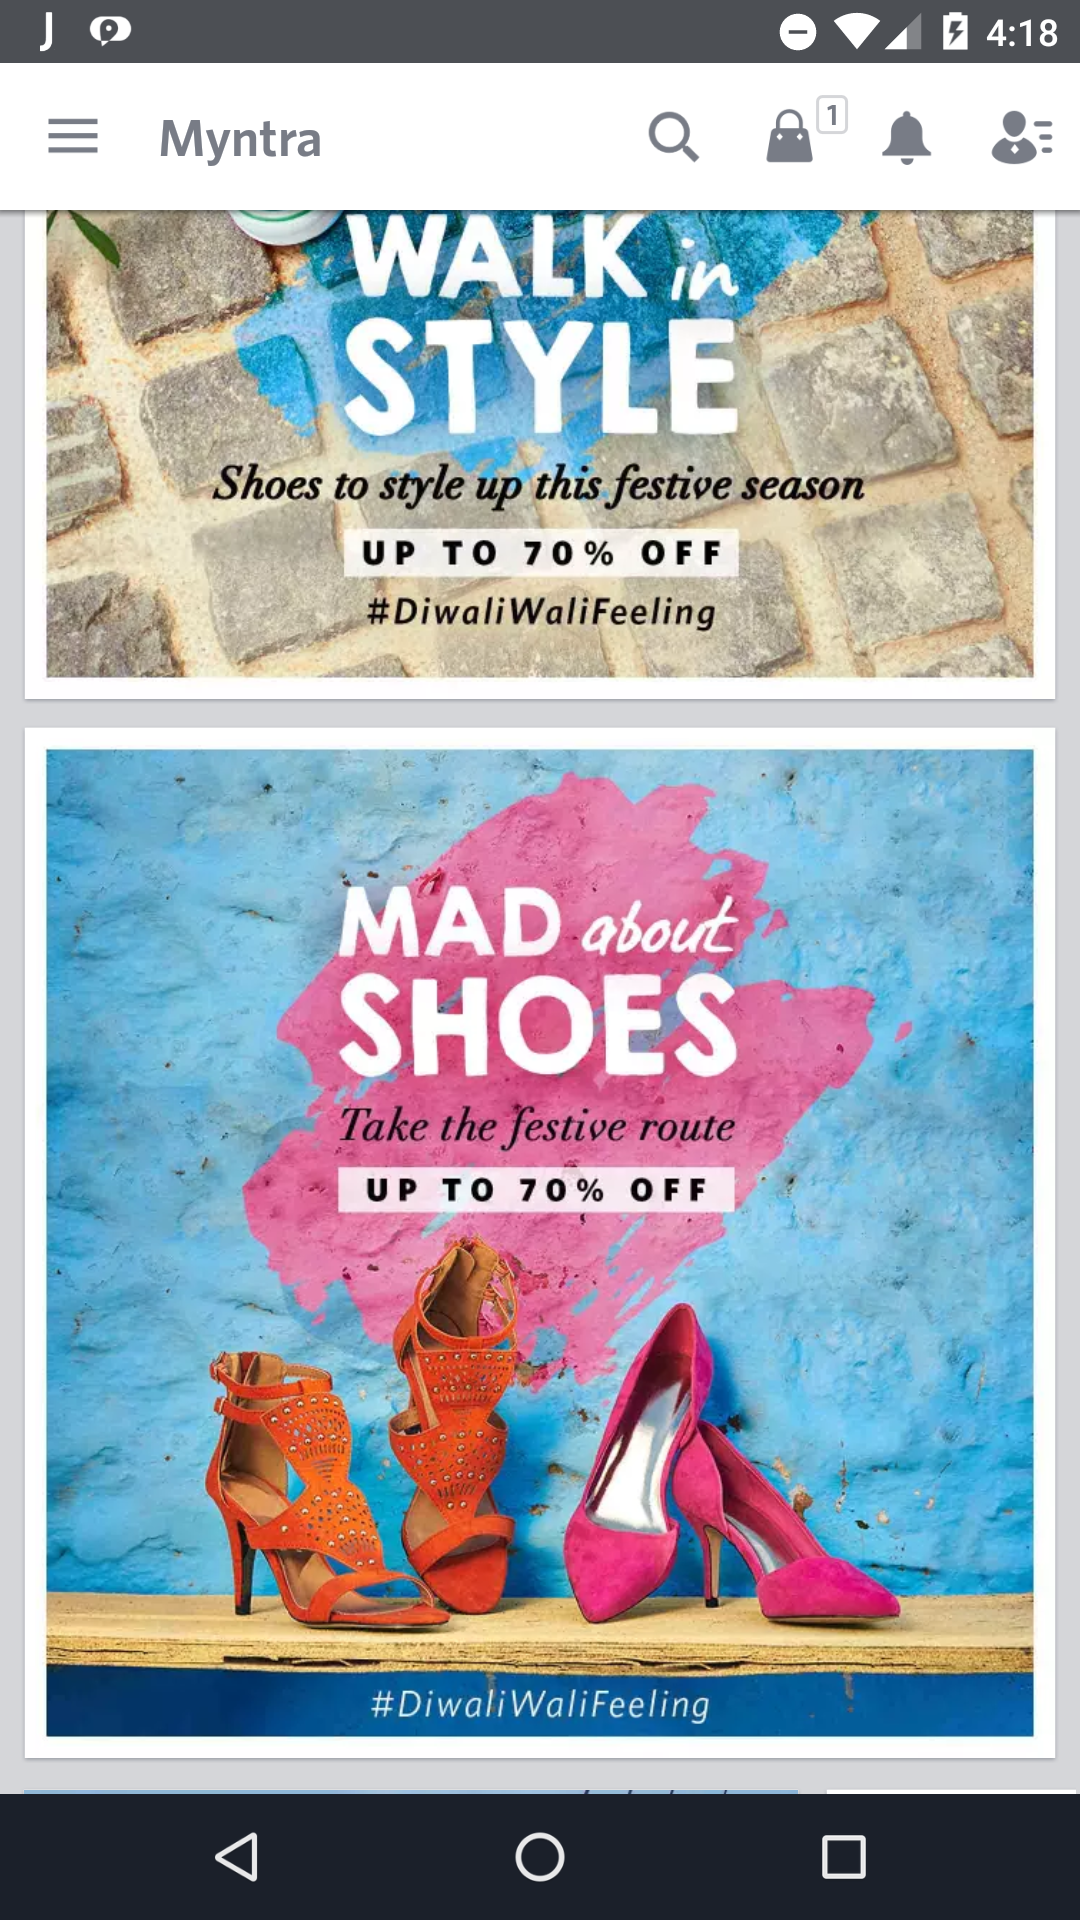 J
4:18
Myntra
1
WALK in
STYLE
Shoes to style up this festive season
UP TO 70% OFF
#DiwaliWaliFeeling
MAD about
SHOES
Take the festive route
UP TO 70% OFF
#DiwaliWaliFeeling